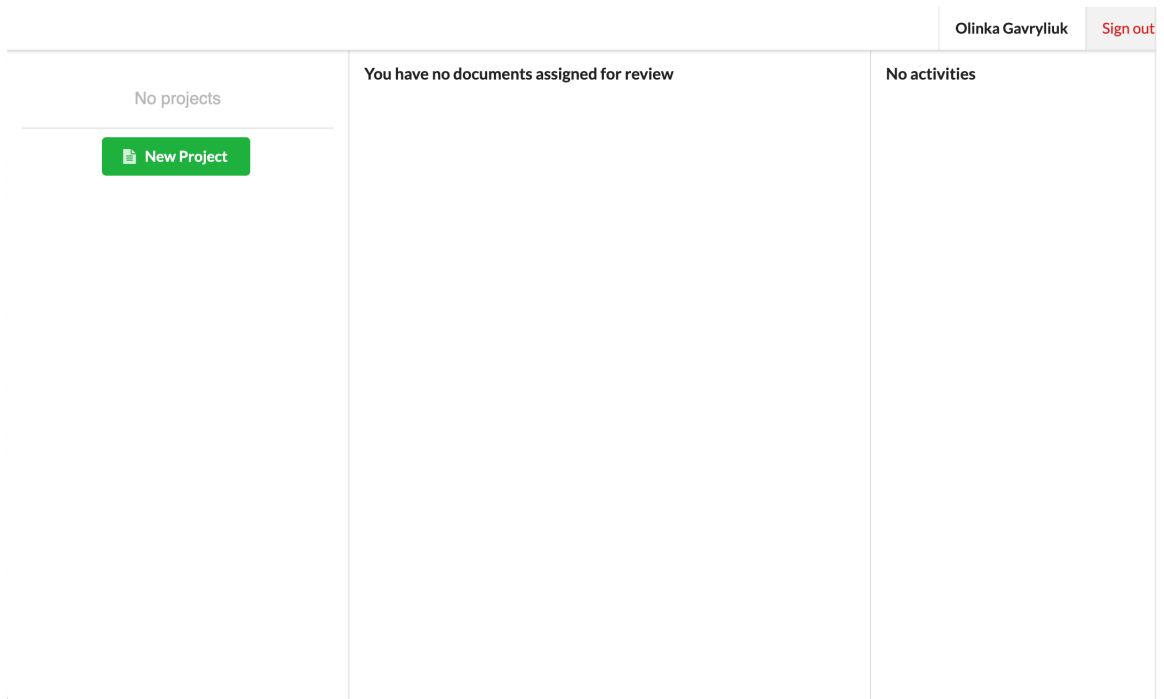 Olinka Gavryliuk
Sign out
No projects
New Project
You have no documents assigned for review
No activities